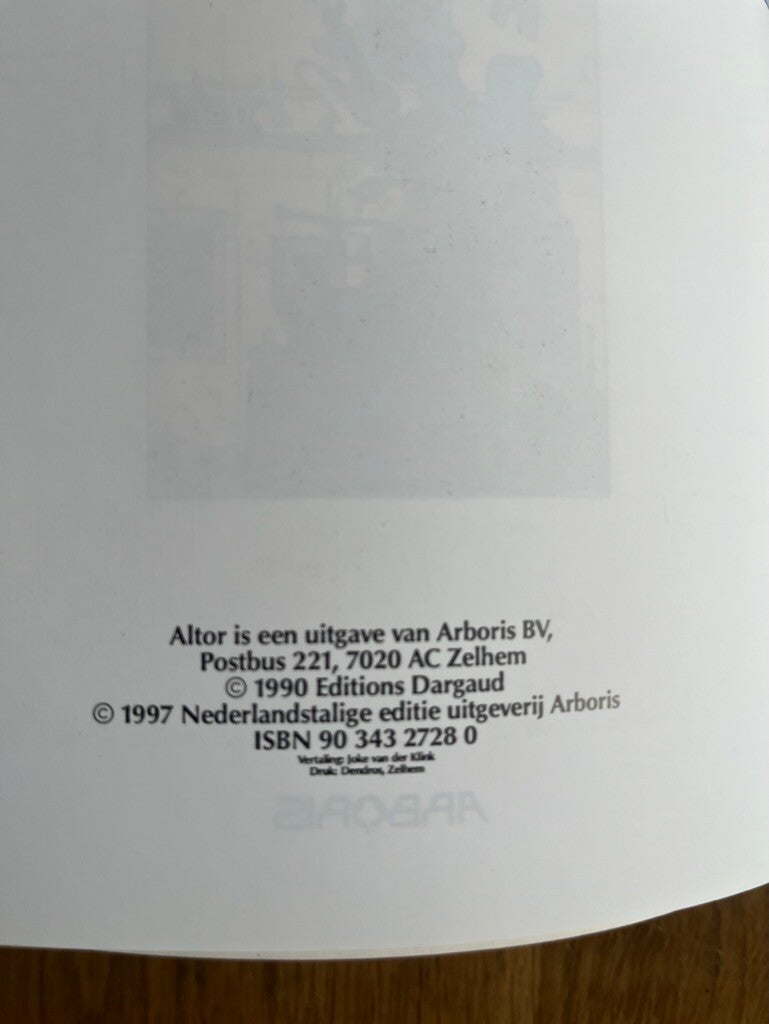 Altor is een uitgave van Arboris BV,
Postbus 221, 7020 AC Zelhem
© 1990 Editions Dargaud
© 1997 Nederlandstalige editie uitgeverij Arboris
ISBN 90 343 2728 0
Vertaling: Joke van der Klink
Druk: Dendros, Zelhem
ARBORIS